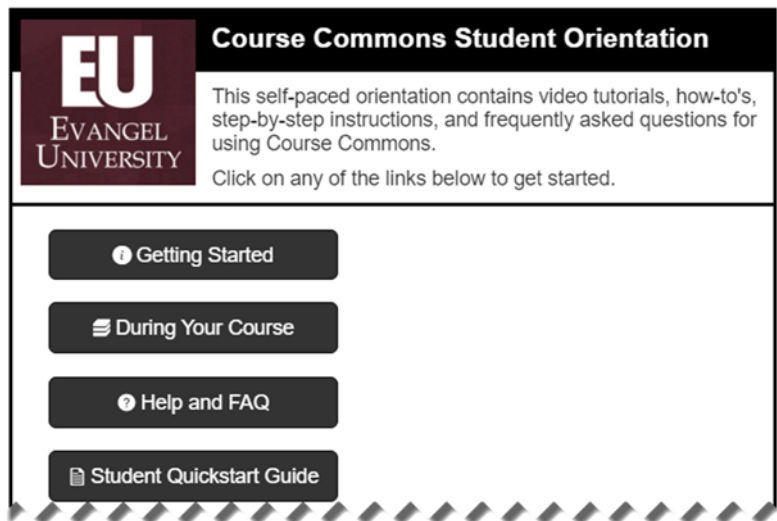 EU
EVANGEL
UNIVERSITY
Course Commons Student Orientation
This self-paced orientation contains video tutorials, how-to's,
step-by-step instructions, and frequently asked questions for
using Course Commons.
Click on any of the links below to get started.
Getting Started
During Your Course
Help and FAQ
Student Quickstart Guide